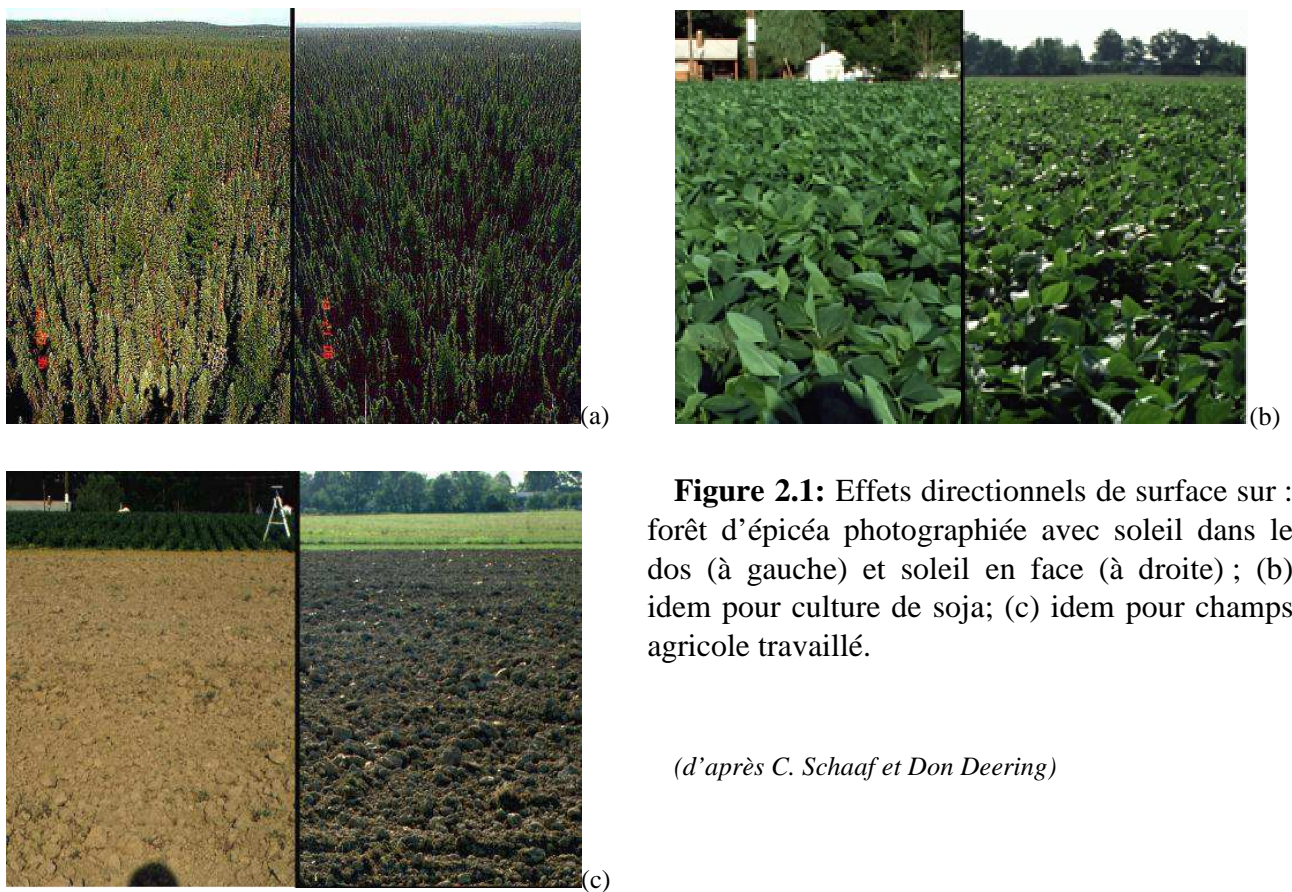 (a)
(b)
(c)
Figure 2.1: Effets directionnels de surface sur :
forêt d’épicéa photographiée avec soleil dans le
dos (à gauche) et soleil en face (à droite) ; (b)
idem pour culture de soja; (c) idem pour champs
agricole travaillé.
(d’après C. Schaaf et Don Deering)